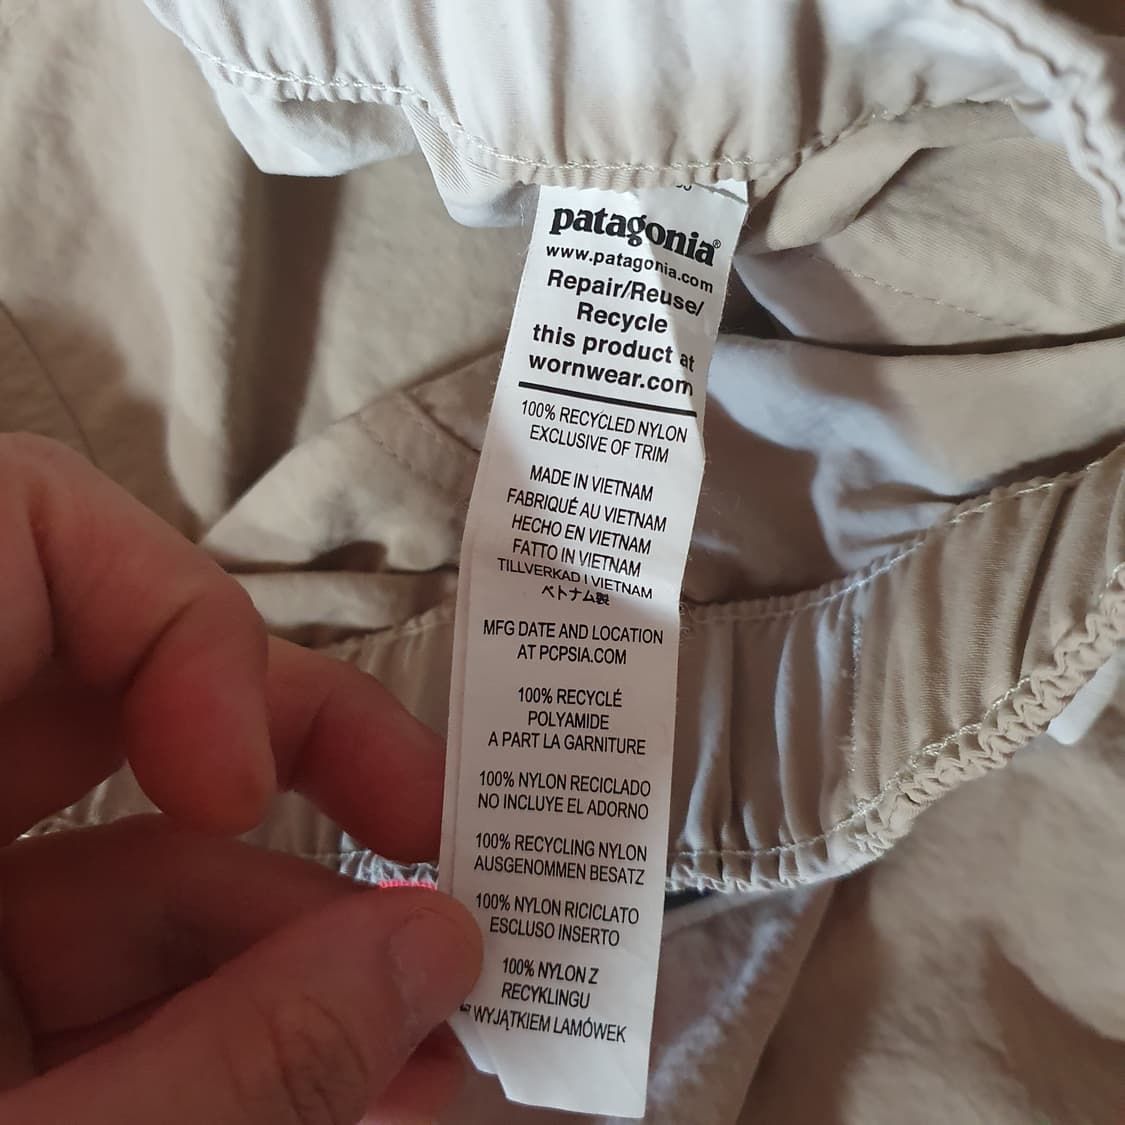 patagonia®
www.patagonia.com
Repair/Reuse/
Recycle
this product at
wornwear.com
100% RECYCLED NYLON
EXCLUSIVE OF TRIM
MADE IN VIETNAM
FABRIQUÉ AU VIETNAM
HECHO EN VIETNAM
FATTO IN VIETNAM
TILLVERKAD I VIETNAM
ベトナム製
MFG DATE AND LOCATION
AT PCPSIA.COM
100% RECYCLÉ
POLYAMIDE
A PART LA GARNITURE
100% NYLON RECICLADO
NO INCLUYE EL ADORNO
100% RECYCLING NYLON
AUSGENOMMEN BESATZ
100% NYLON RICICLATO
ESCLUSO INSERTO
100% NYLON Z
RECYKLINGU
WYJĄTKIEM LAMÓWEK